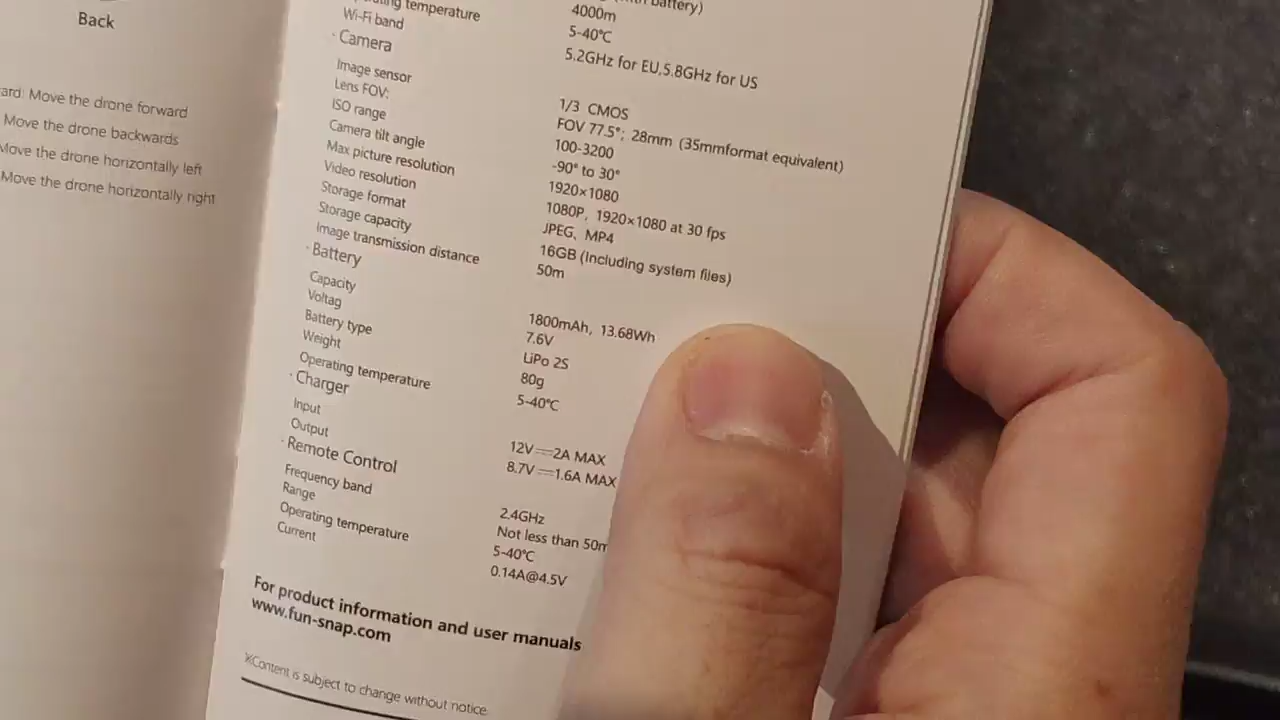 Back
Move the drone forward
Move the drone backwards
Move the drone horizontally left
Move the drone horizontally right
battery)
temperature 4000m
Wi-Fi band 5-40℃
· Camera 5.2GHz for EU,5.8GHz for US
Image sensor 1/3 CMOS
Lens FOV: FOV 77.5°; 28mm (35mmformat equivalent)
ISO range 100-3200
Camera tilt angle -90° to 30°
Max picture resolution 1920×1080
Video resolution 1080P, 1920×1080 at 30 fps
Storage format JPEG、MP4
Storage capacity 16GB (Including system files)
Image transmission distance 50m
· Battery
Capacity 1800mAh, 13.68Wh
Voltag 7.6V
Battery type LiPo 2S
Weight 80g
Operating temperature 5-40℃
· Charger
Input 12V⎓2A MAX
Output 8.7V⎓1.6A MAX
· Remote Control
Frequency band 2.4GHz
Range Not less than 50m
Operating temperature 5-40℃
Current 0.14A@4.5V
For product information and user manuals
www.fun-snap.com
※Content is subject to change without notice